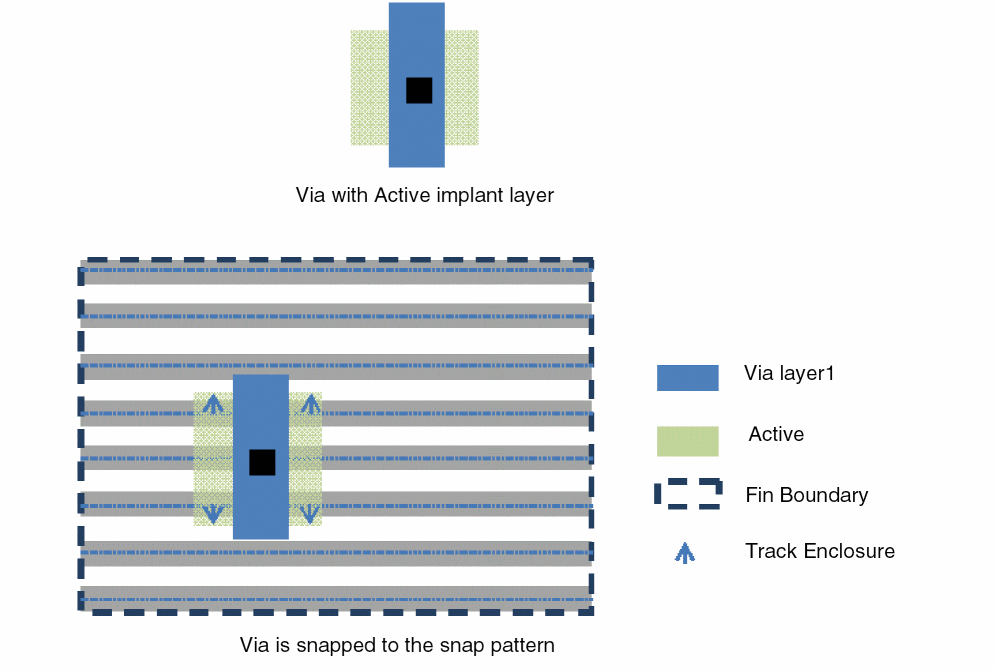 Via with Active implant layer
Via layer1
Active
Fin Boundary
Track Enclosure
Via is snapped to the snap pattern